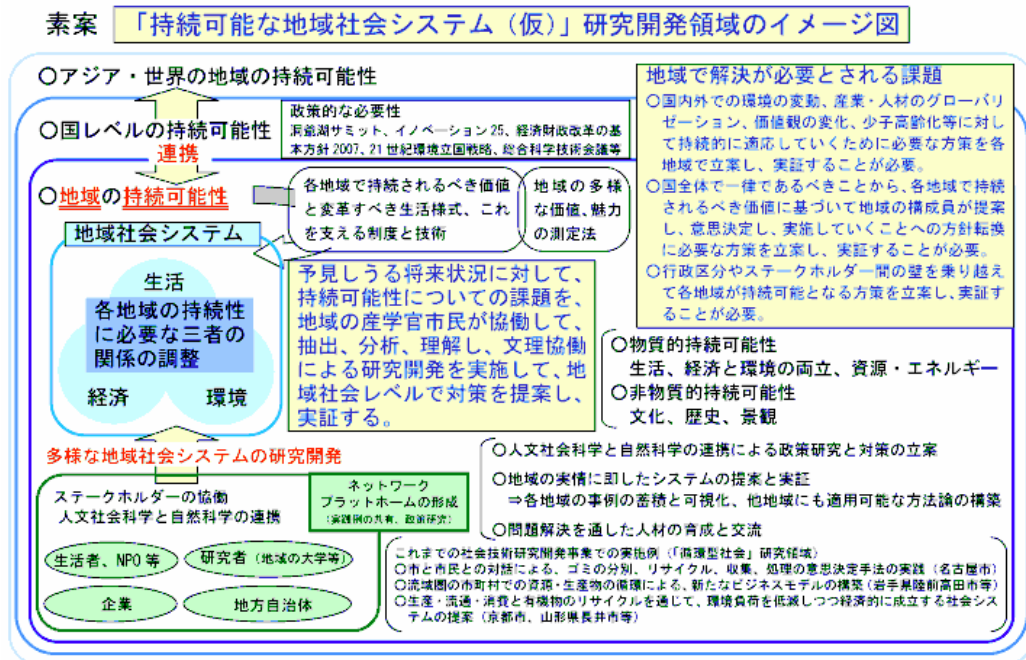 素案 「持続可能な地域社会システム（仮）」研究開発領域のイメージ図
○アジア・世界の地域の持続可能性
○国レベルの持続可能性
連携
○地域の持続可能性
政策的な必要性
洞爺湖サミット、イノベーション25、経済財政改革の基
本方針2007、21世紀環境立国戦略、総合科学技術会議等
各地域で持続されるべき価値
と変革すべき生活様式、これ
を支える制度と技術
地域の多様
な価値、魅力
の測定法
地域で解決が必要とされる課題
○国内外での環境の変動、産業・人材のグローバリ
ゼーション、価値観の変化、少子高齢化等に対し
て持続的に適応していくために必要な方策を各
地域で立案し、実証することが必要。
○国全体で一律であるべきことから、各地域で持続
されるべき価値に基づいて地域の構成員が提案
し、意思決定し、実施していくことへの方針転換
に必要な方策を立案し、実証することが必要。
○行政区分やステークホルダー間の壁を乗り越え
て各地域が持続可能となる方策を立案し、実証す
ることが必要。
地域社会システム
生活
各地域の持続性
に必要な三者の
関係の調整
経済
環境
予見しうる将来状況に対して、
持続可能性についての課題を、
地域の産学官市民が協働して、
抽出、分析、理解し、文理協働
による研究開発を実施して、地
域社会レベルで対策を提案し、
実証する。
○物質的持続可能性
生活、経済と環境の両立、資源・エネルギー
○非物質的持続可能性
文化、歴史、景観
多様な地域社会システムの研究開発
ステークホルダーの協働
人文社会科学と自然科学の連携
ネットワーク
プラットホームの形成
（実践例の共有、政策研究）
生活者、NPO等
研究者（地域の大学等）
企業
地方自治体
○人文社会科学と自然科学の連携による政策研究と対策の立案
○地域の実情に即したシステムの提案と実証
⇒各地域の事例の蓄積と可視化、他地域にも適用可能な方法論の構築
○問題解決を通した人材の育成と交流
これまでの社会技術研究開発事業での実施例（「循環型社会」研究領域）
○市と市民との対話による、ゴミの分別、リサイクル、収集、処理の意思決定手法の実践（名古屋市）
○流域圏の市町村での資源・生産物の循環による、新たなビジネスモデルの構築（岩手県陸前高田市等）
○生産・流通・消費と有機物のリサイクルを通じて、環境負荷を低減しつつ経済的に成立する社会シス
テムの提案（京都市、山形県長井市等）